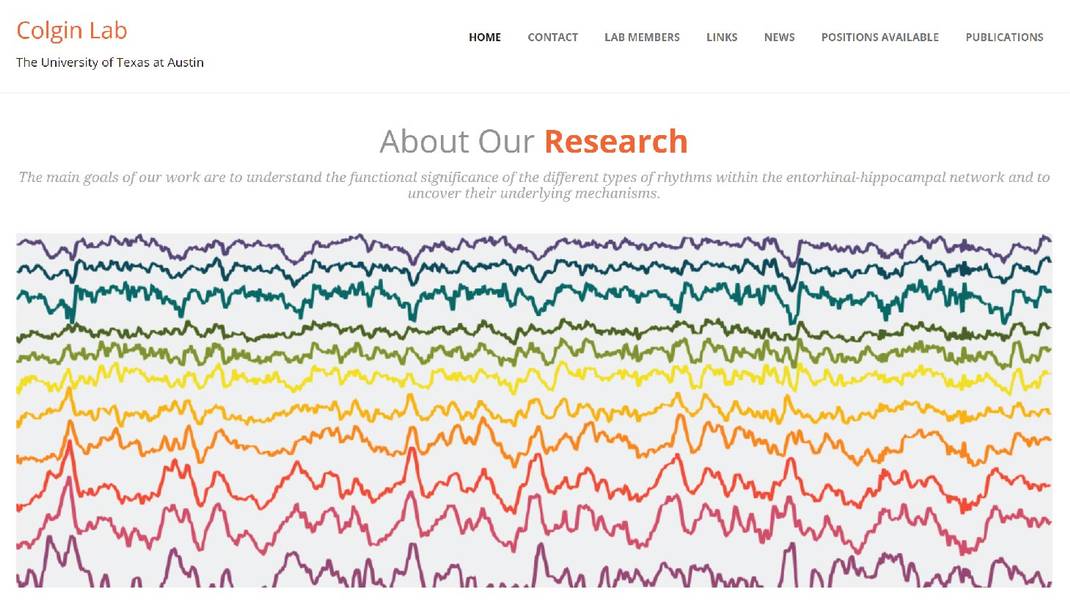 Colgin Lab
The University of Texas at Austin
HOME CONTACT LAB MEMBERS LINKS NEWS POSITIONS AVAILABLE PUBLICATIONS
About Our Research
The main goals of our work are to understand the functional significance of the different types of rhythms within the entorhinal-hippocampal network and to
uncover their underlying mechanisms.